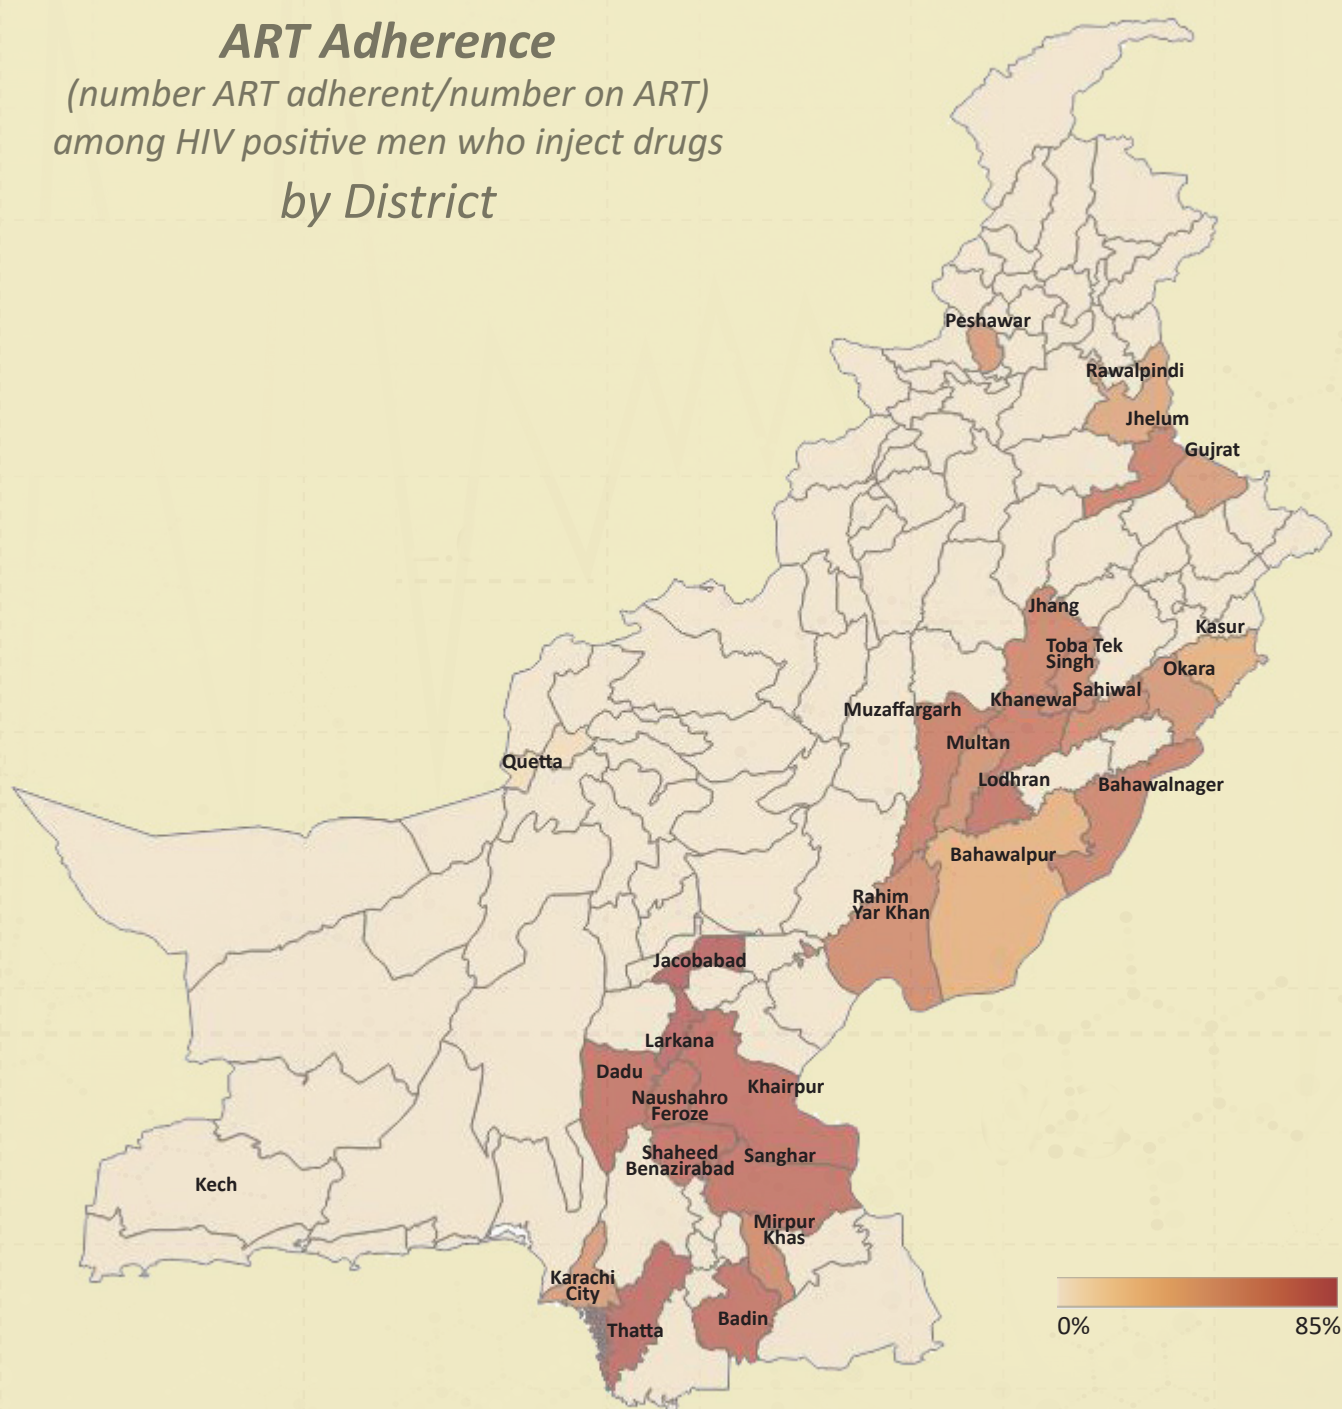 ART Adherence
(number ART adherent/number on ART)
among HIV positive men who inject drugs
by District
Peshawar
Rawalpindi
Jhelum
Gujrat
Jhang
Kasur
Toba Tek
Singh
Okara
Sahiwal
Khanewal
Muzaffargarh
Multan
Quetta
Lodhran
Bahawalnager
Bahawalpur
Rahim
Yar Khan
Jacobabad
Larkana
Dadu
Khairpur
Naushahro
Feroze
Shaheed
Benazirabad
Sanghar
Kech
Mirpur
Khas
Karachi
City
Badin
Thatta
0%
85%